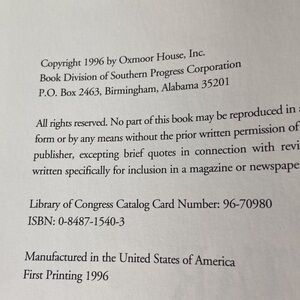 Copyright 1996 by Oxmoor House, Inc.
Book Division of Southern Progress Corporation
P.O. Box 2463, Birmingham, Alabama 35201
All rights reserved. No part of this book may be reproduced in a
form or by any means without the prior written permission of
publisher, excepting brief quotes in connection with revi
written specifically for inclusion in a magazine or newspape
Library of Congress Catalog Card Number: 96-70980
ISBN: 0-8487-1540-3
Manufactured in the United States of America
First Printing 1996